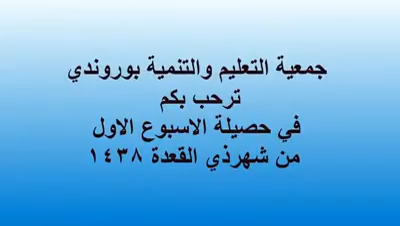 جمعية التعليم والتنمية بوروندي
ترحب بكم
في حصيلة الاسبوع الاول
من شهرذي القعدة ١٤٣٨